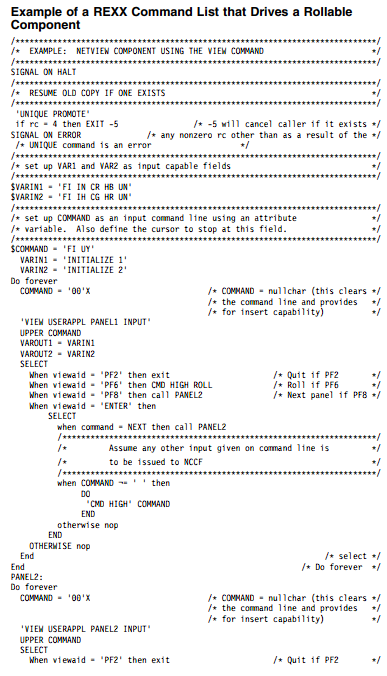 Example of a REXX Command List that Drives a Rollable
Component
/***************************************************************************/
/* EXAMPLE: NETVIEW COMPONENT USING THE VIEW COMMAND */
/***************************************************************************/
SIGNAL ON HALT
/***************************************************************************/
/* RESUME OLD COPY IF ONE EXISTS */
/***************************************************************************/
'UNIQUE PROMOTE'
if rc = 4 then EXIT -5 /* -5 will cancel caller if it exists */
SIGNAL ON ERROR /* any nonzero rc other than as a result of the */
/* UNIQUE command is an error */
/***************************************************************************/
/* set up VAR1 and VAR2 as input capable fields */
/***************************************************************************/
$VARIN1 = 'FI IN CR HB UN'
$VARIN2 = 'FI IH CG HR UN'
/***************************************************************************/
/* set up COMMAND as an input command line using an attribute */
/* variable. Also define the cursor to stop at this field. */
/***************************************************************************/
$COMMAND = 'FI UY'
VARIN1 = 'INITIALIZE 1'
VARIN2 = 'INITIALIZE 2'
Do forever
COMMAND = '00'X /* COMMAND = nullchar (this clears */
/* the command line and provides */
/* for insert capability) */
'VIEW USERAPPL PANEL1 INPUT'
UPPER COMMAND
VAROUT1 = VARIN1
VAROUT2 = VARIN2
SELECT
When viewaid = 'PF2' then exit /* Quit if PF2 */
When viewaid = 'PF6' then CMD HIGH ROLL /* Roll if PF6 */
When viewaid = 'PF8' then call PANEL2 /* Next panel if PF8 */
When viewaid = 'ENTER' then
SELECT
when command = NEXT then call PANEL2
/***************************************************************/
/* Assume any other input given on command line is */
/* to be issued to NCCF */
/***************************************************************/
when COMMAND ¬= ' ' then
DO
'CMD HIGH' COMMAND
END
otherwise nop
END
OTHERWISE nop
End /* select */
End /* Do forever */
PANEL2:
Do forever
COMMAND = '00'X /* COMMAND = nullchar (this clears */
/* the command line and provides */
/* for insert capability) */
'VIEW USERAPPL PANEL2 INPUT'
UPPER COMMAND
SELECT
When viewaid = 'PF2' then exit /* Quit if PF2 */